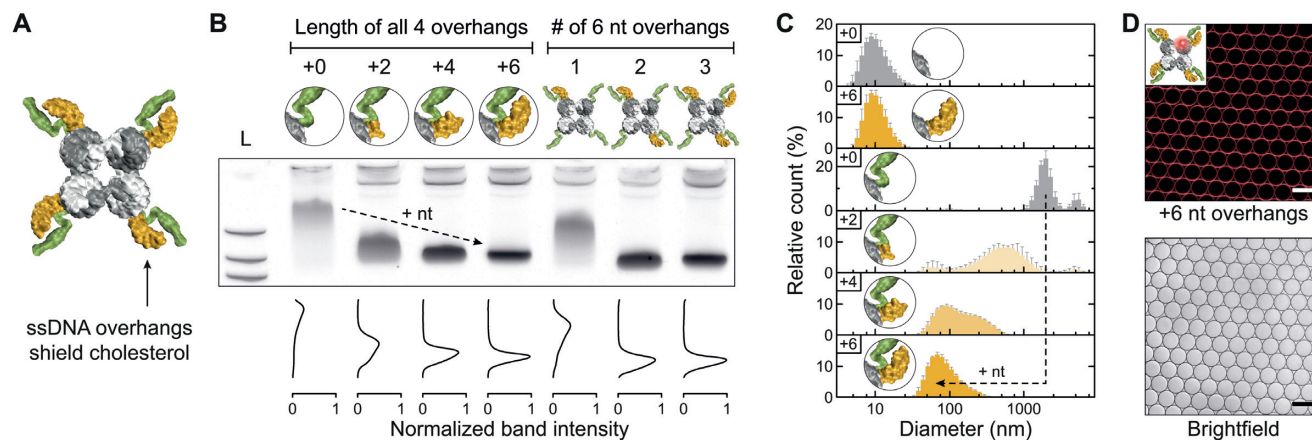 A
ssDNA overhangs
shield cholesterol
B
Length of all 4 overhangs
# of 6 nt overhangs
+0 +2 +4 +6 1 2 3
L
+ nt
0 1 0 1 0 1 0 1 0 1 0 1 0 1
Normalized band intensity
C
Relative count (%)
20
+0
10
0
+6
10
0
20
+0
10
0
+2
10
0
+4
10
0
+6
10
+ nt
0
10 100 1000
Diameter (nm)
D
+6 nt overhangs
Brightfield